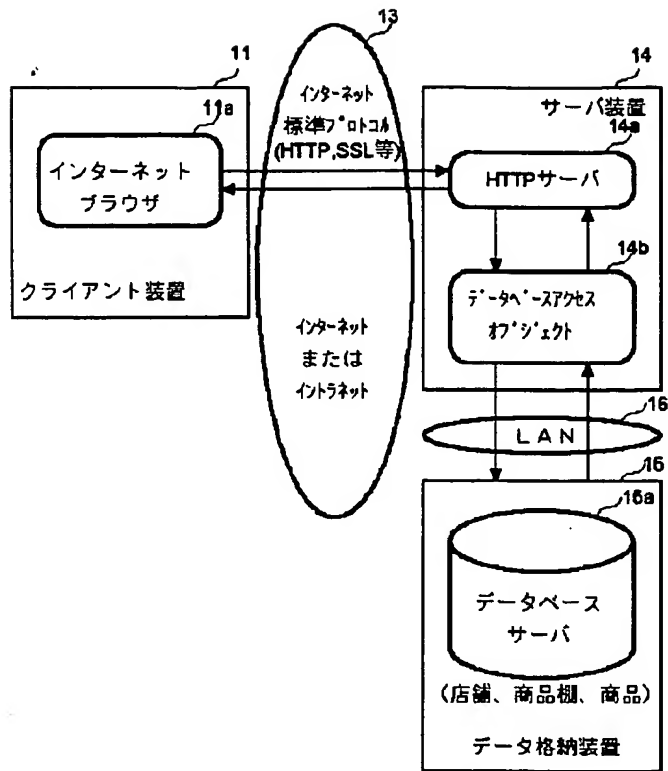 13
11
11a
インターネット
ブラウザ
クライアント装置
インターネット
標準プロトコル
(HTTP,SSL等)
インターネット
または
イントラネット
14
サーバ装置
14a
HTTPサーバ
14b
データベースアクセス
オブジェクト
16
LAN
15
15a
データベース
サーバ
(店舗、商品棚、商品)
データ格納装置